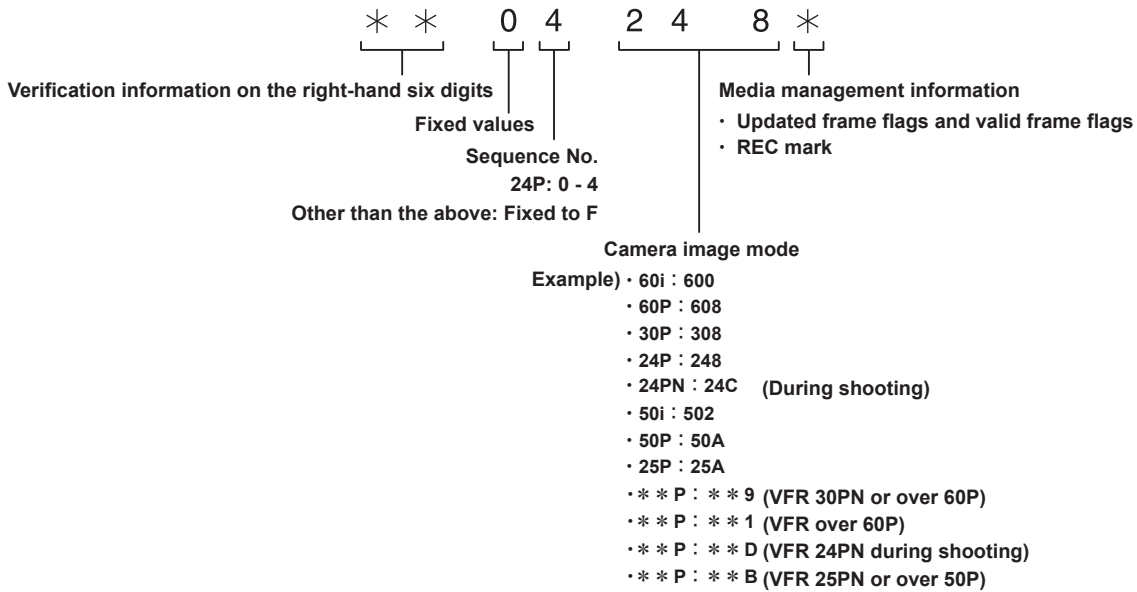 ＊ ＊ 0 4 2 4 8 ＊
Verification information on the right-hand six digits
Fixed values
Sequence No.
24P: 0 - 4
Other than the above: Fixed to F
Media management information
・ Updated frame flags and valid frame flags
・ REC mark
Camera image mode
Example) ・ 60i：600
・ 60P：608
・ 30P：308
・ 24P：248
・ 24PN：24C (During shooting)
・ 50i：502
・ 50P：50A
・ 25P：25A
・＊＊P：＊＊9 (VFR 30PN or over 60P)
・＊＊P：＊＊1 (VFR over 60P)
・＊＊P：＊＊D (VFR 24PN during shooting)
・＊＊P：＊＊B (VFR 25PN or over 50P)